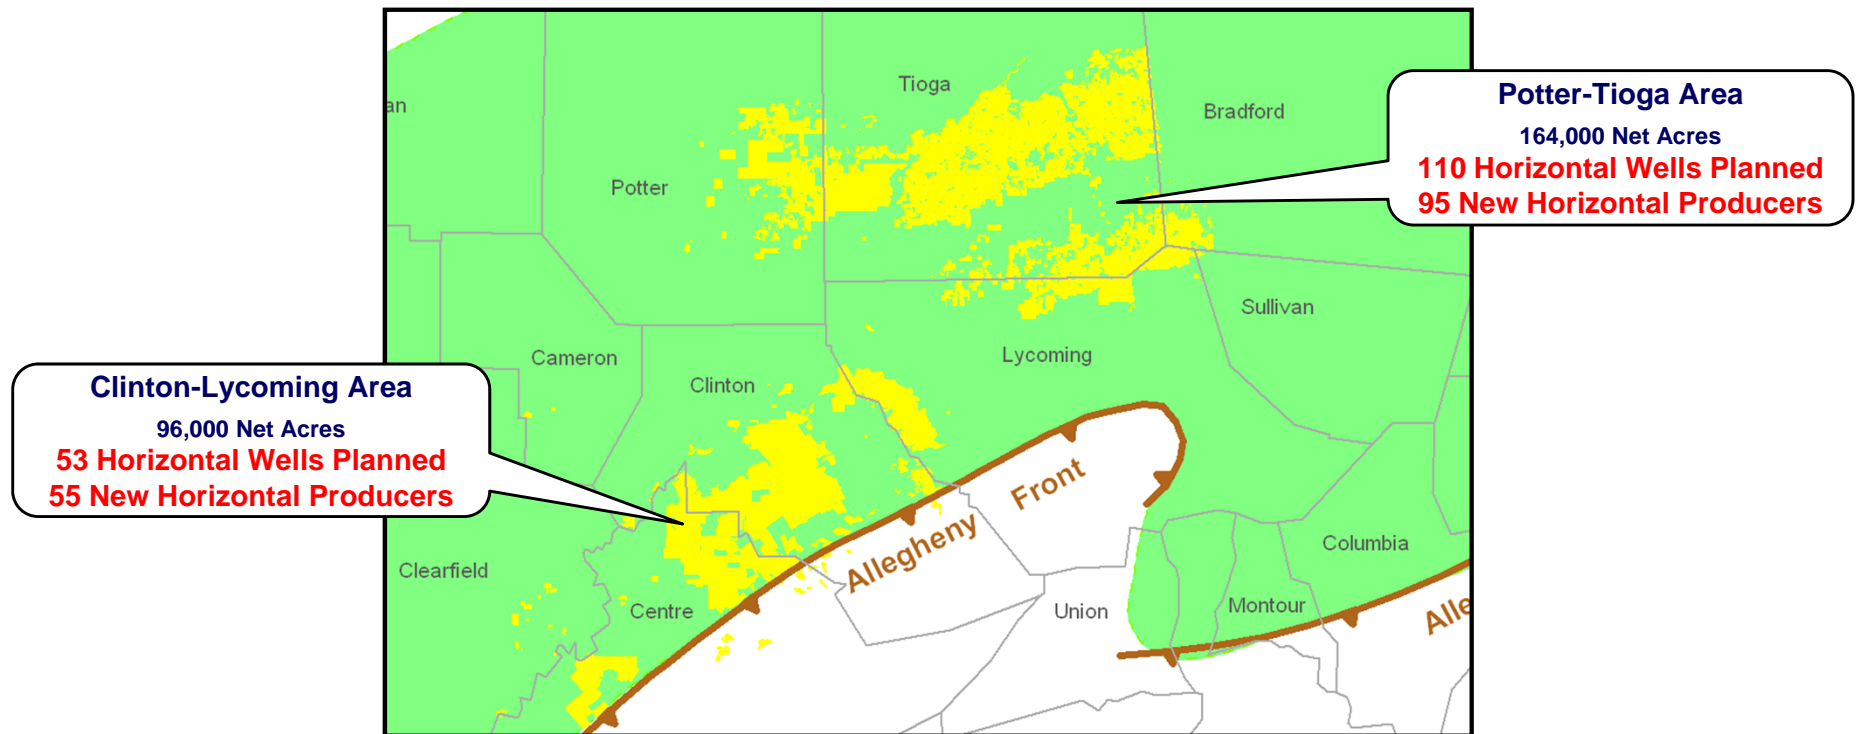 Tioga
an
Bradford
Potter-Tioga Area
164,000 Net Acres
110 Horizontal Wells Planned
95 New Horizontal Producers
Potter
Sullivan
Cameron
Lycoming
Clinton
Clinton-Lycoming Area
96,000 Net Acres
53 Horizontal Wells Planned
55 New Horizontal Producers
Allegheny Front
Clearfield
Columbia
Centre
Union
Montour
Alle